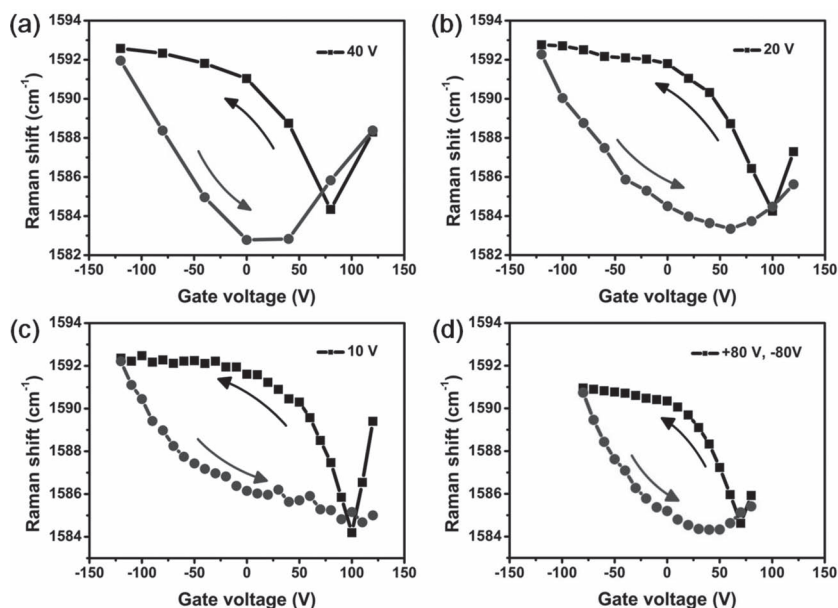 (a)
1594
1592
1590
1588
1586
1584
1582
Raman shift (cm⁻¹)
40 V
-150 -100 -50 0 50 100 150
Gate voltage (V)
(b)
1594
1592
1590
1588
1586
1584
1582
Raman shit (cm⁻¹)
20 V
-150 -100 -50 0 50 100 150
Gate voltage (V)
(c)
1594
1592
1590
1588
1586
1584
Raman shift (cm⁻¹)
10 V
-150 -100 -50 0 50 100 150
Gate voltage (V)
(d)
1594
1592
1590
1588
1586
1584
Raman shift (cm⁻¹)
+80 V, -80V
-150 -100 -50 0 50 100 150
Gate voltage (V)